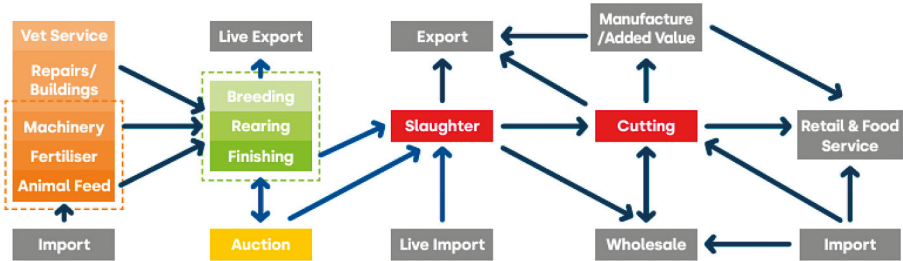 Vet Service
Repairs/
Buildings
Machinery
Fertiliser
Animal Feed
Import
Live Export
Breeding
Rearing
Finishing
Auction
Export
Slaughter
Live Import
Manufacture
/Added Value
Cutting
Wholesale
Retail & Food
Service
Import